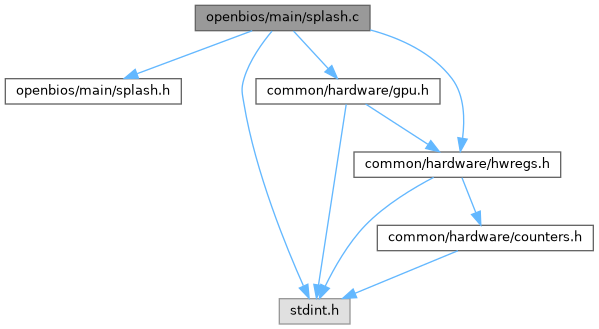 openbios/main/splash.c
openbios/main/splash.h
common/hardware/gpu.h
common/hardware/hwregs.h
common/hardware/counters.h
stdint.h